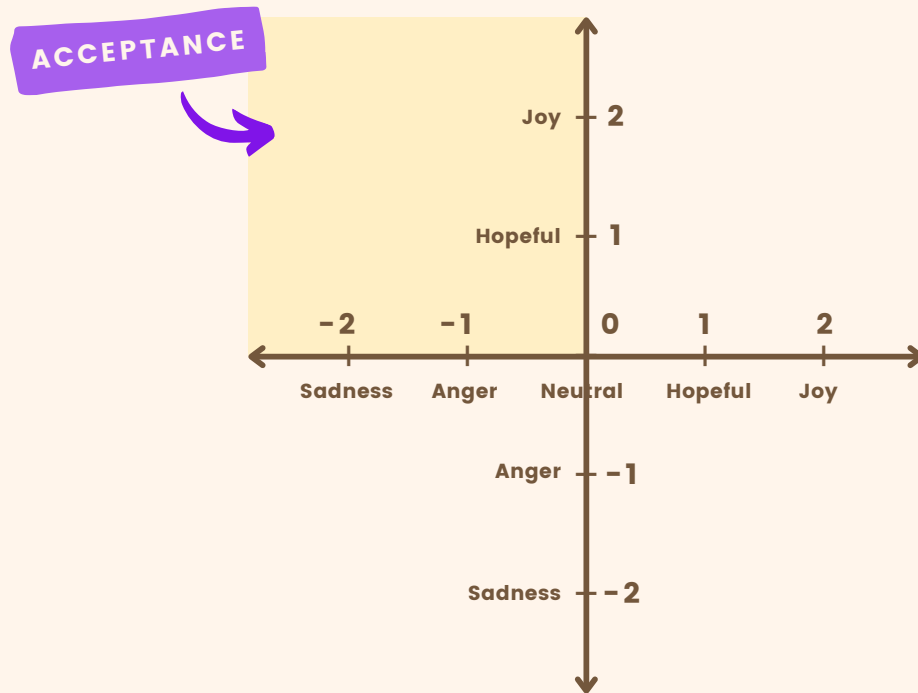 ACCEPTANCE
Joy 2
Hopeful 1
-2 -1 0 1 2
Sadness Anger Neutral Hopeful Joy
Anger -1
Sadness -2